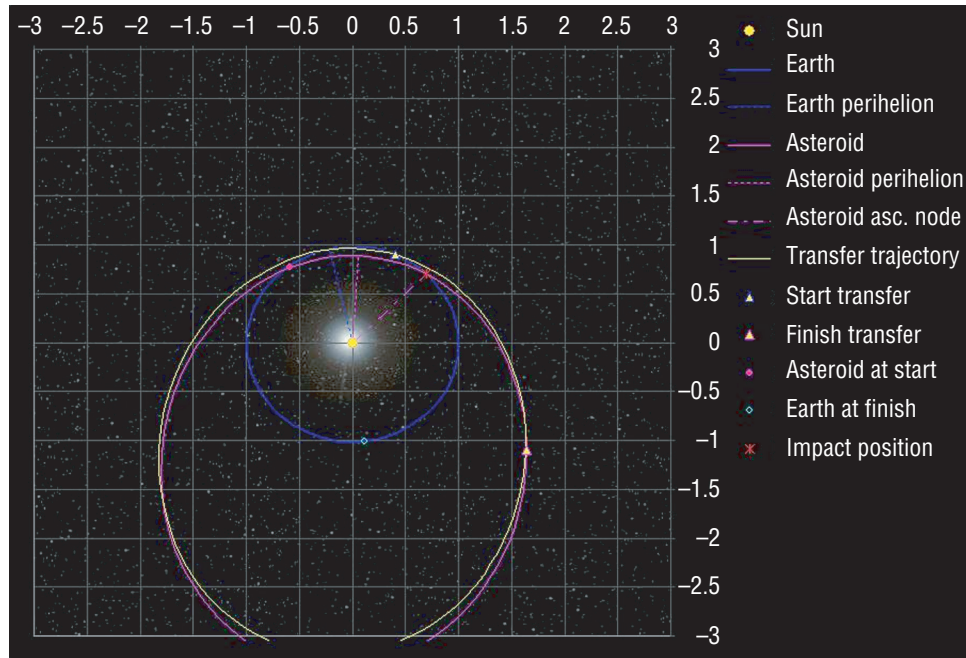 –3 –2.5 –2 –1.5 –1 –0.5 0 0.5 1 1.5 2 2.5 3
3
2.5
2
1.5
1
0.5
0
–0.5
–1
–1.5
–2
–2.5
–3
Sun
Earth
Earth perihelion
Asteroid
Asteroid perihelion
Asteroid asc. node
Transfer trajectory
Start transfer
Finish transfer
Asteroid at start
Earth at finish
Impact position